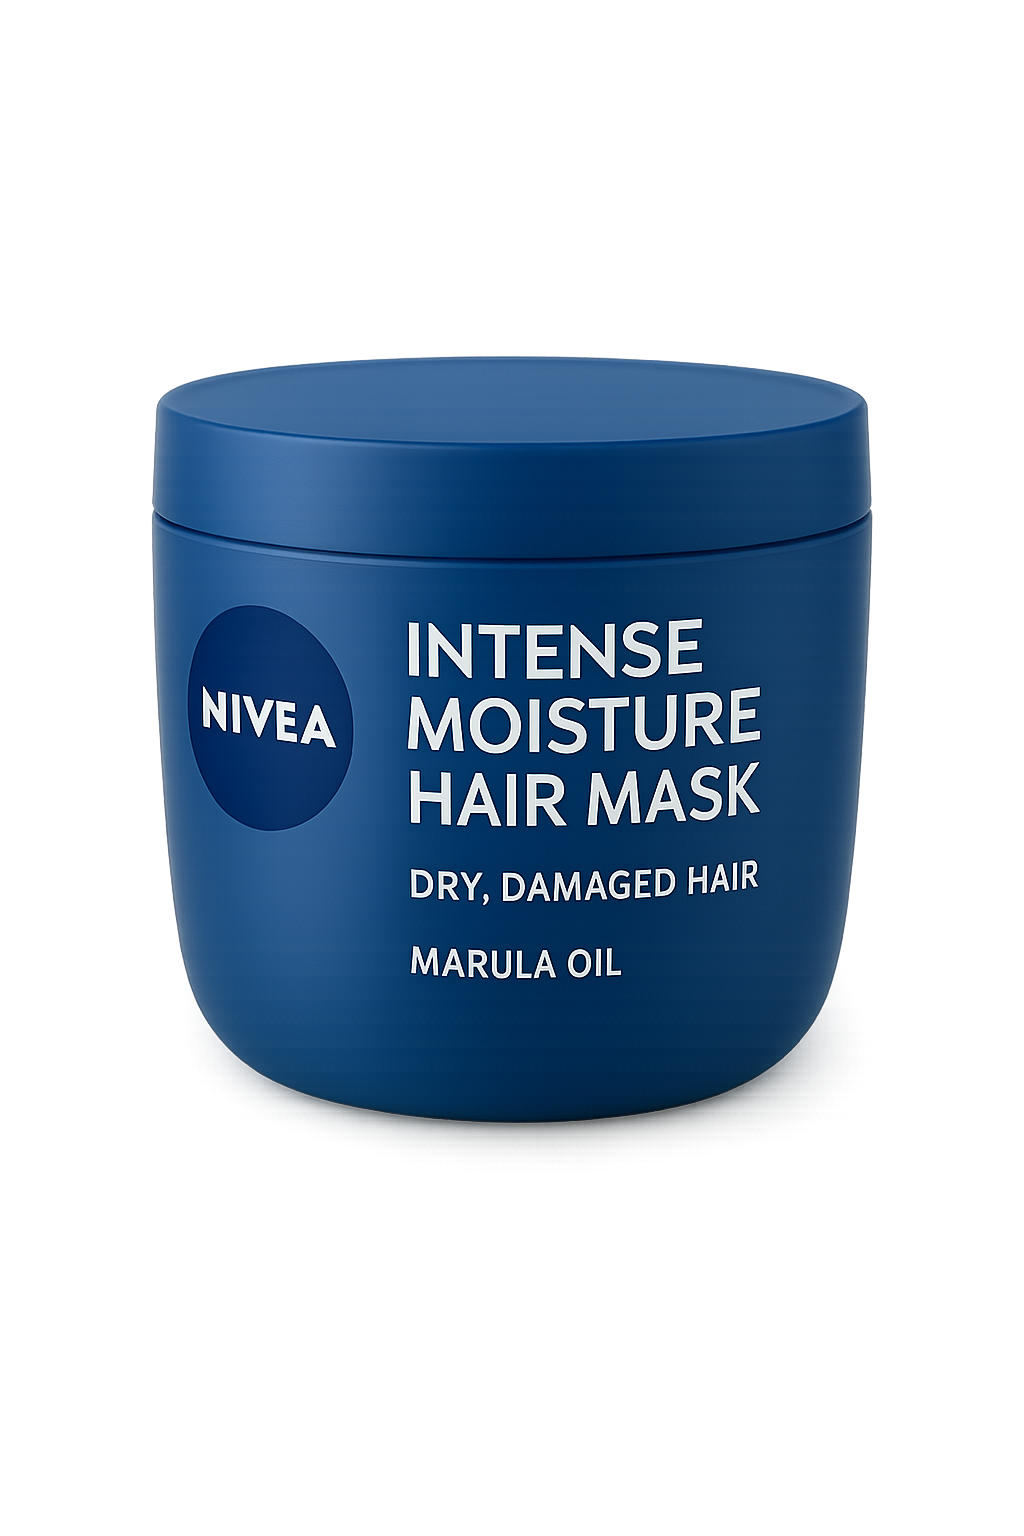 NIVEA
INTENSE
MOISTURE
HAIR MASK
DRY, DAMAGED HAIR
MARULA OIL